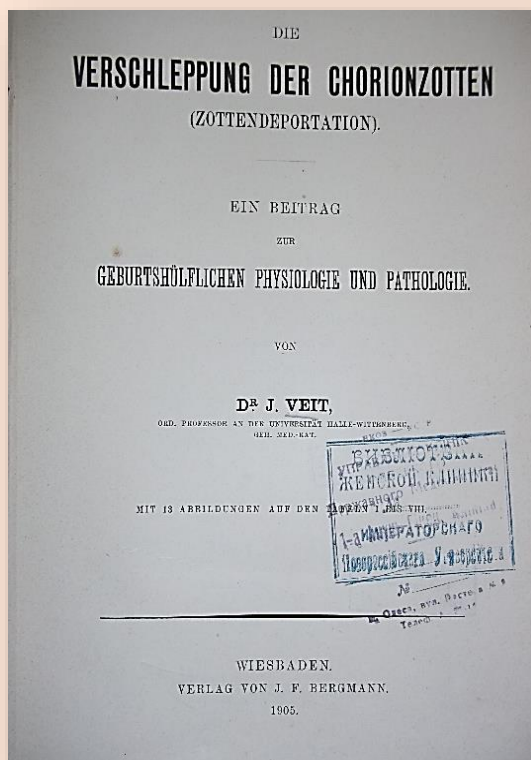 DIE
VERSCHLEPPUNG DER CHORIONZOTTEN
(ZOTTENDEPORTATION).
EIN BEITRAG
ZUR
GEBURTSHÜLFLICHEN PHYSIOLOGIE UND PATHOLOGIE.
VON
DR J. VEIT,
ORD. PROFESSOR AN DER UNIVERSITÄT HALLE-WITTENBERG,
GEH. MED.-RAT.
MIT 13 ABBILDUNGEN AUF DEN TAFELN I BIS VIII.
БИБЛІОТЕКА
ЖЕНСКОЙ КЛИНИКИ
ИМПЕРАТОРСКАГО
Новороссійскаго
№
WIESBADEN.
VERLAG VON J. F. BERGMANN.
1905.